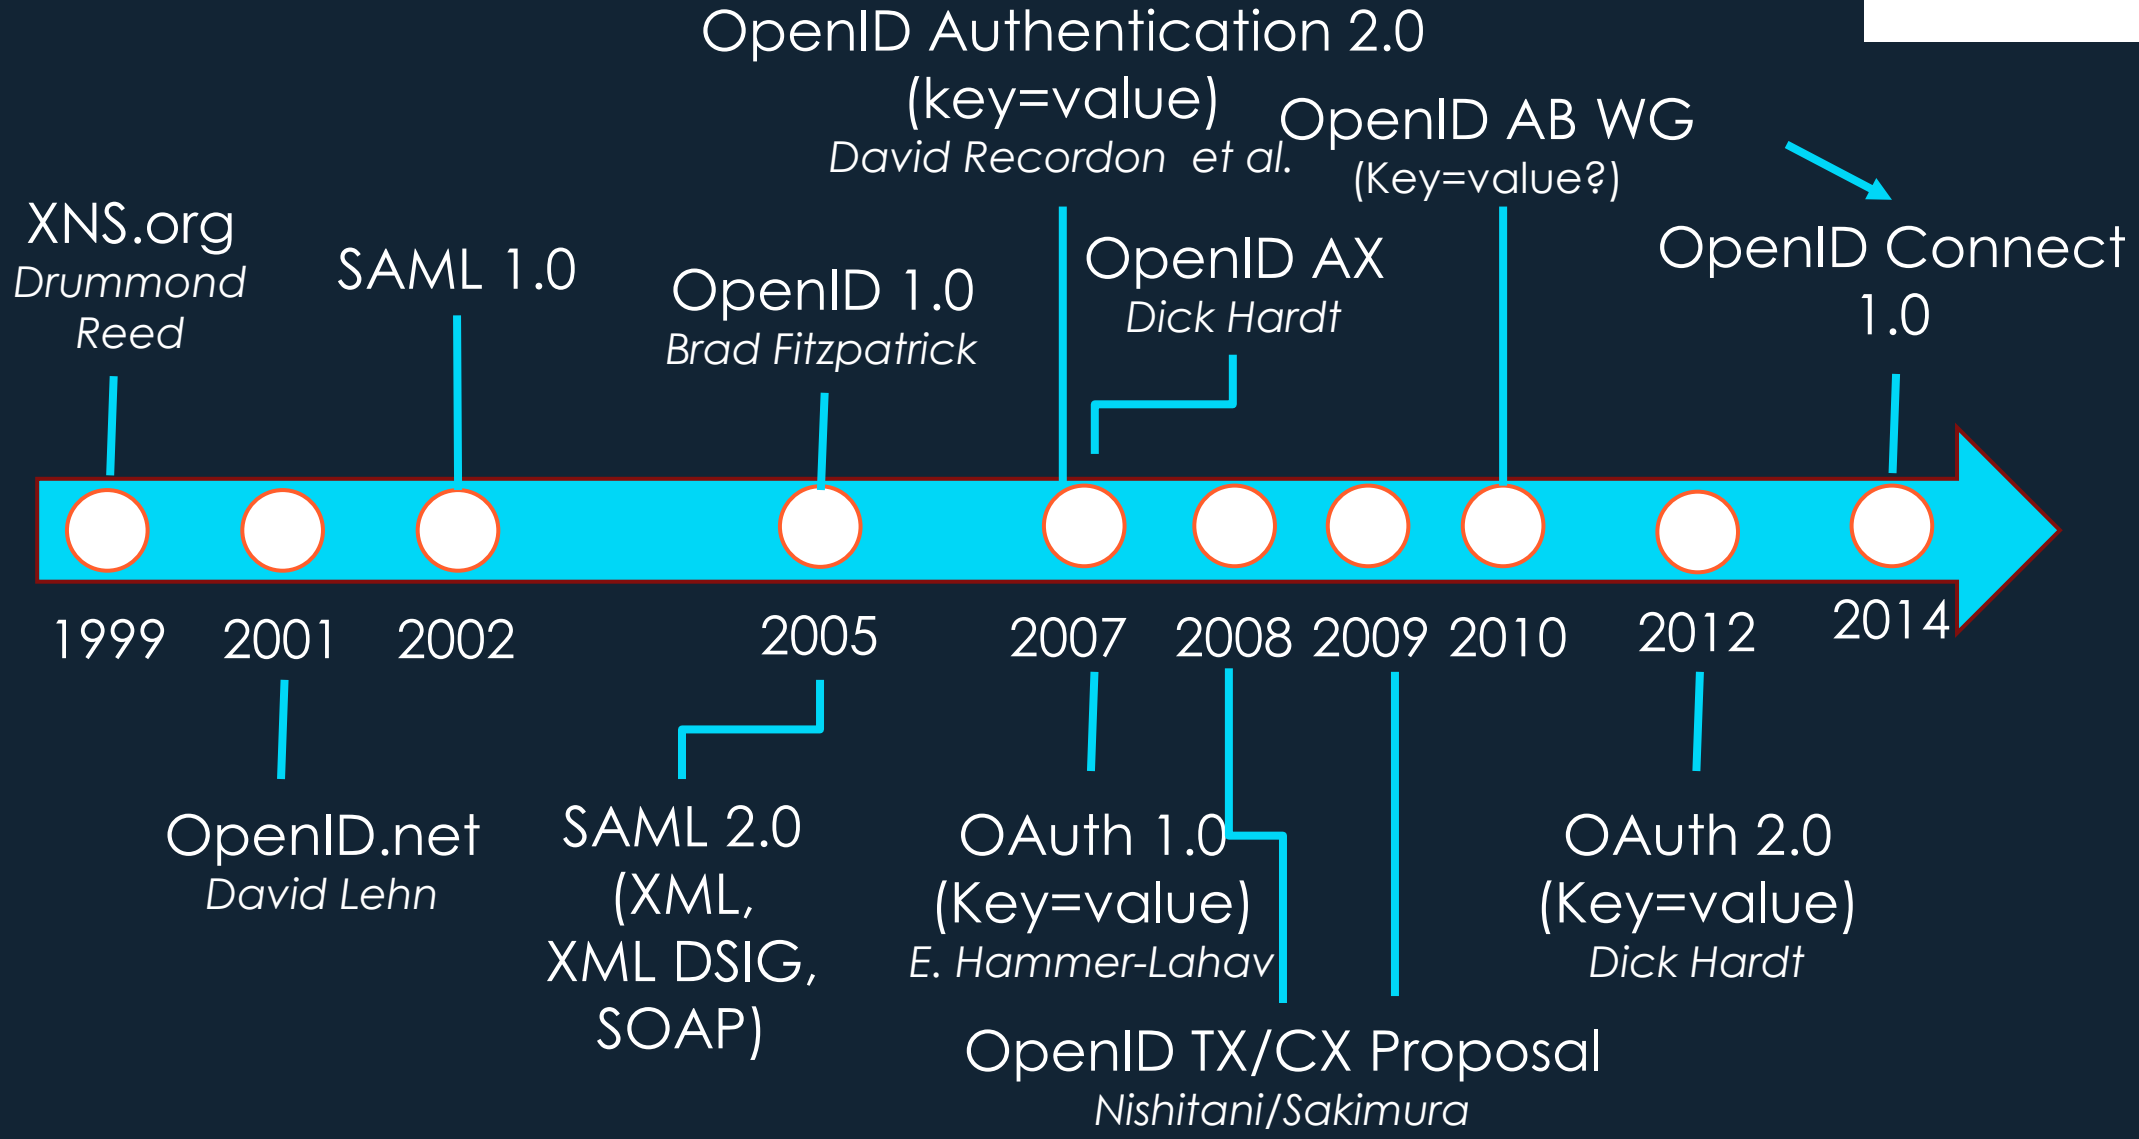 OpenID Authentication 2.0
(key=value)
David Recordon et al.
OpenID AB WG
(Key=value?)
XNS.org
Drummond
Reed
SAML 1.0
OpenID 1.0
Brad Fitzpatrick
OpenID AX
Dick Hardt
OpenID Connect
1.0
1999 2001 2002 2005 2007 2008 2009 2010 2012 2014
OpenID.net
David Lehn
SAML 2.0
(XML,
XML DSIG,
SOAP)
OAuth 1.0
(Key=value)
E. Hammer-Lahav
OpenID TX/CX Proposal
Nishitani/Sakimura
OAuth 2.0
(Key=value)
Dick Hardt